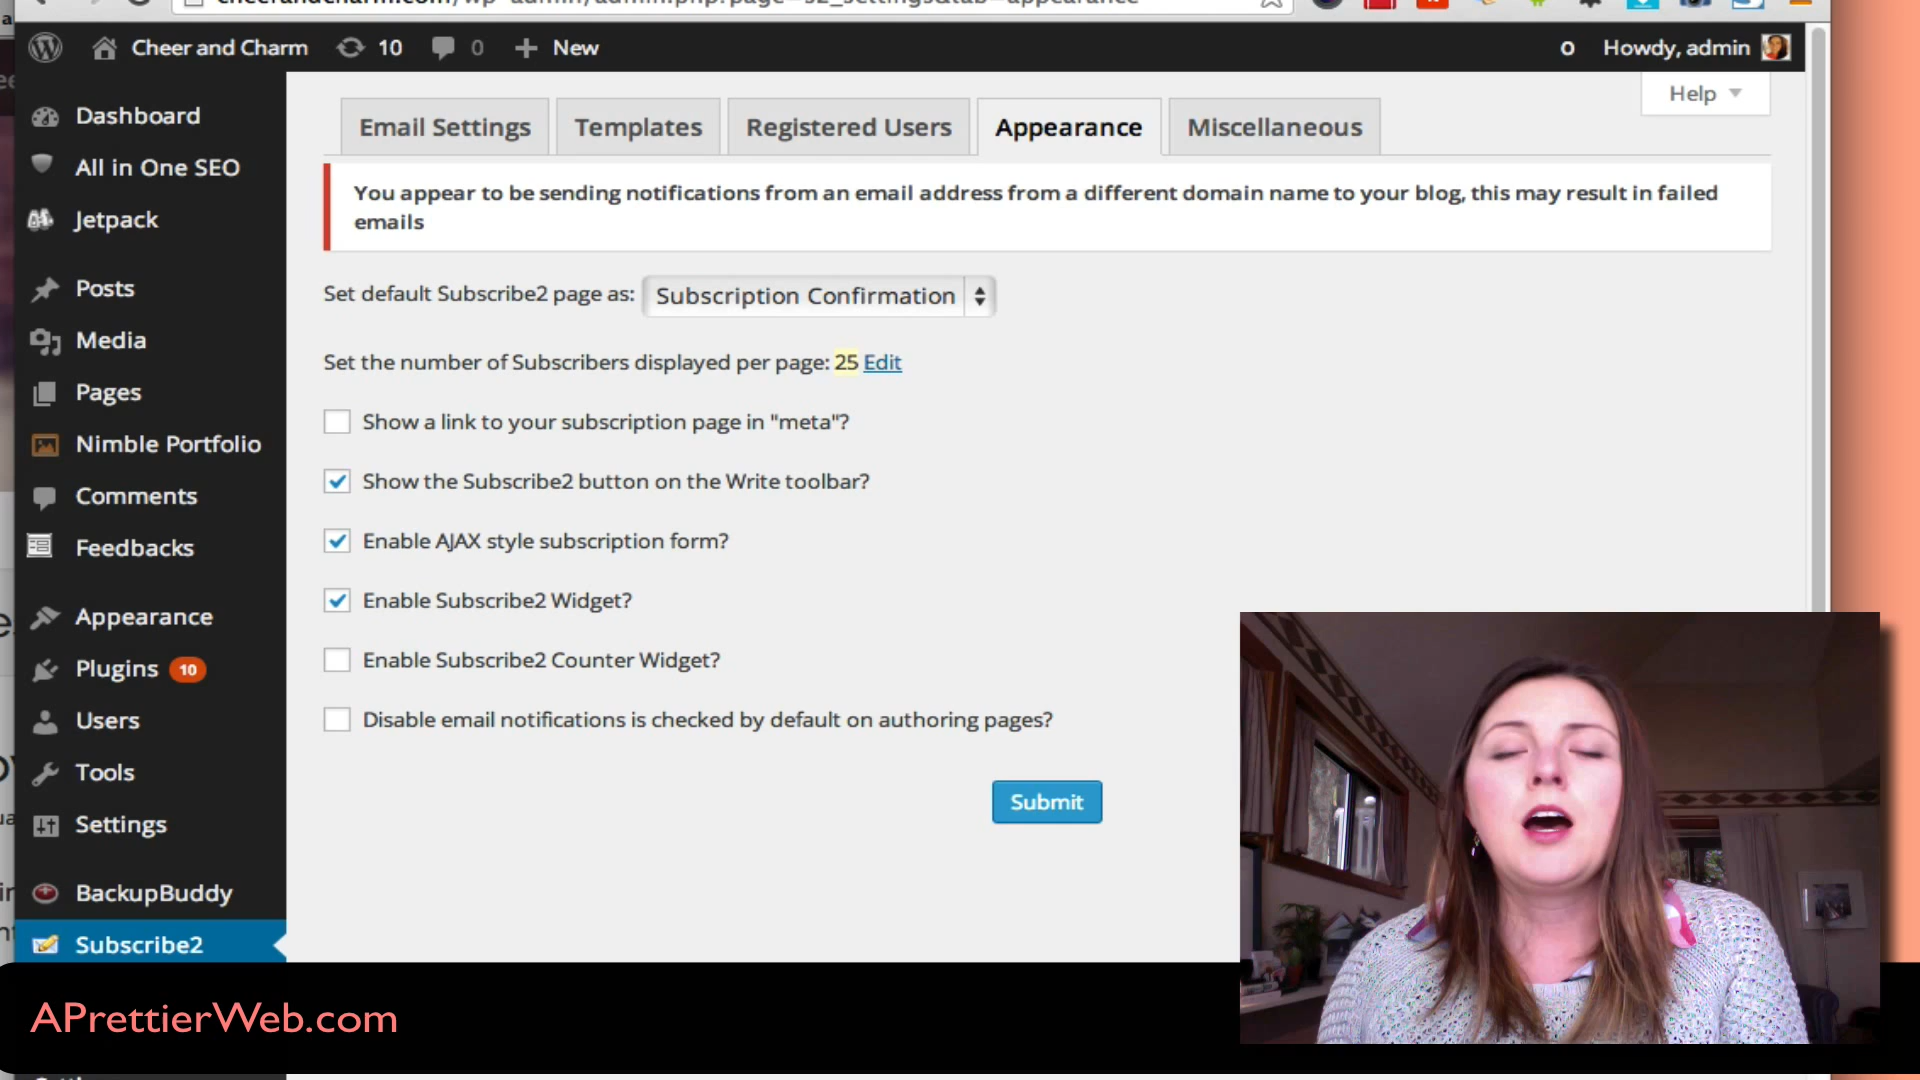 Cheer and Charm 10 0 + New
0 Howdy, admin
Help
Dashboard
All in One SEO
Jetpack
Posts
Media
Pages
Nimble Portfolio
Comments
Feedbacks
Appearance
Plugins 10
Users
Tools
Settings
BackupBuddy
Subscribe2
Email Settings
Templates
Registered Users
Appearance
Miscellaneous
You appear to be sending notifications from an email address from a different domain name to your blog, this may result in failed
emails
Set default Subscribe2 page as: Subscription Confirmation
Set the number of Subscribers displayed per page: 25 Edit
Show a link to your subscription page in "meta"?
Show the Subscribe2 button on the Write toolbar?
Enable AJAX style subscription form?
Enable Subscribe2 Widget?
Enable Subscribe2 Counter Widget?
Disable email notifications is checked by default on authoring pages?
Submit
APrettierWeb.com